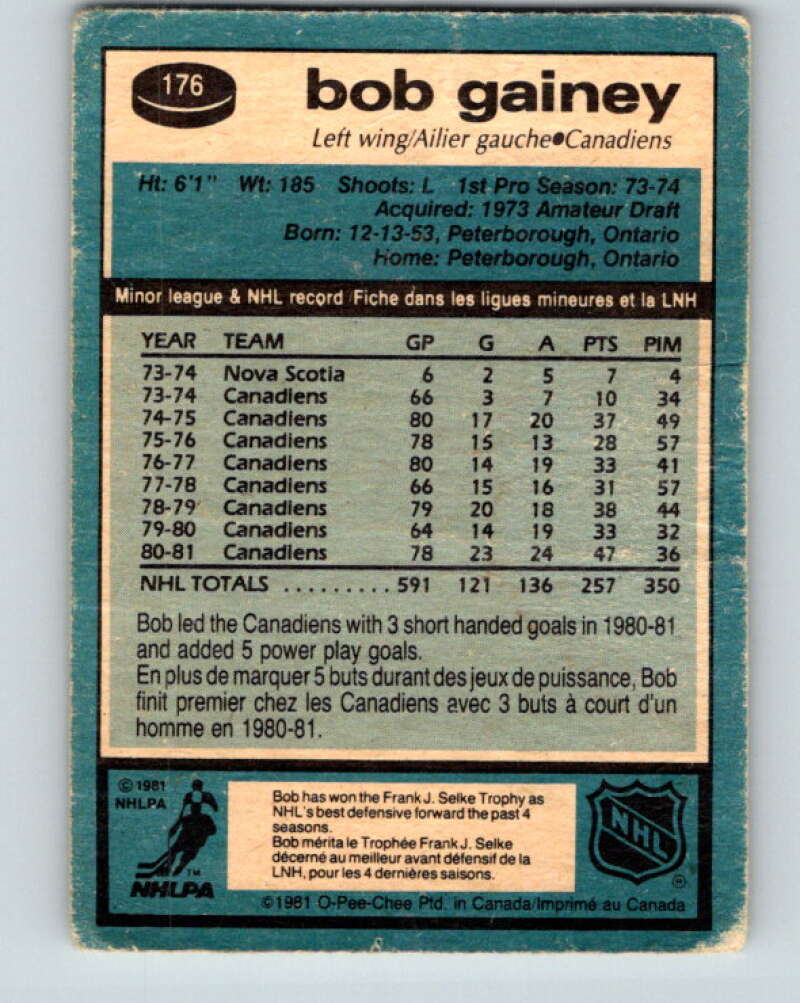 176
bob gainey
Left wing/Ailier gauche●Canadiens
Ht: 6'1" Wt: 185 Shoots: L 1st Pro Season: 73-74
Acquired: 1973 Amateur Draft
Born: 12-13-53, Peterborough, Ontario
Home: Peterborough, Ontario
Minor league & NHL record/Fiche dans les ligues mineures et la LNH
YEAR TEAM GP G A PTS PIM
73-74 Nova Scotia 6 2 5 7 4
73-74 Canadiens 66 3 7 10 34
74-75 Canadiens 80 17 20 37 49
75-76 Canadiens 78 15 13 28 57
76-77 Canadiens 80 14 19 33 41
77-78 Canadiens 66 15 16 31 57
78-79 Canadiens 79 20 18 38 44
79-80 Canadiens 64 14 19 33 32
80-81 Canadiens 78 23 24 47 36
NHL TOTALS ......... 591 121 136 257 350
Bob led the Canadiens with 3 short handed goals in 1980-81
and added 5 power play goals.
En plus de marquer 5 buts durant des jeux de puissance, Bob
finit premier chez les Canadiens avec 3 buts à court d'un
homme en 1980-81.
© 1981
NHLPA
TM
NHLPA
Bob has won the Frank J. Selke Trophy as
NHL's best defensive forward the past 4
seasons.
Bob mérita le Trophée Frank J. Selke
décerné au meilleur avant défensif de la
LNH, pour les 4 dernières saisons.
NHL
®
©1981 O-Pee-Chee Ptd. in Canada/Imprimé au Canada